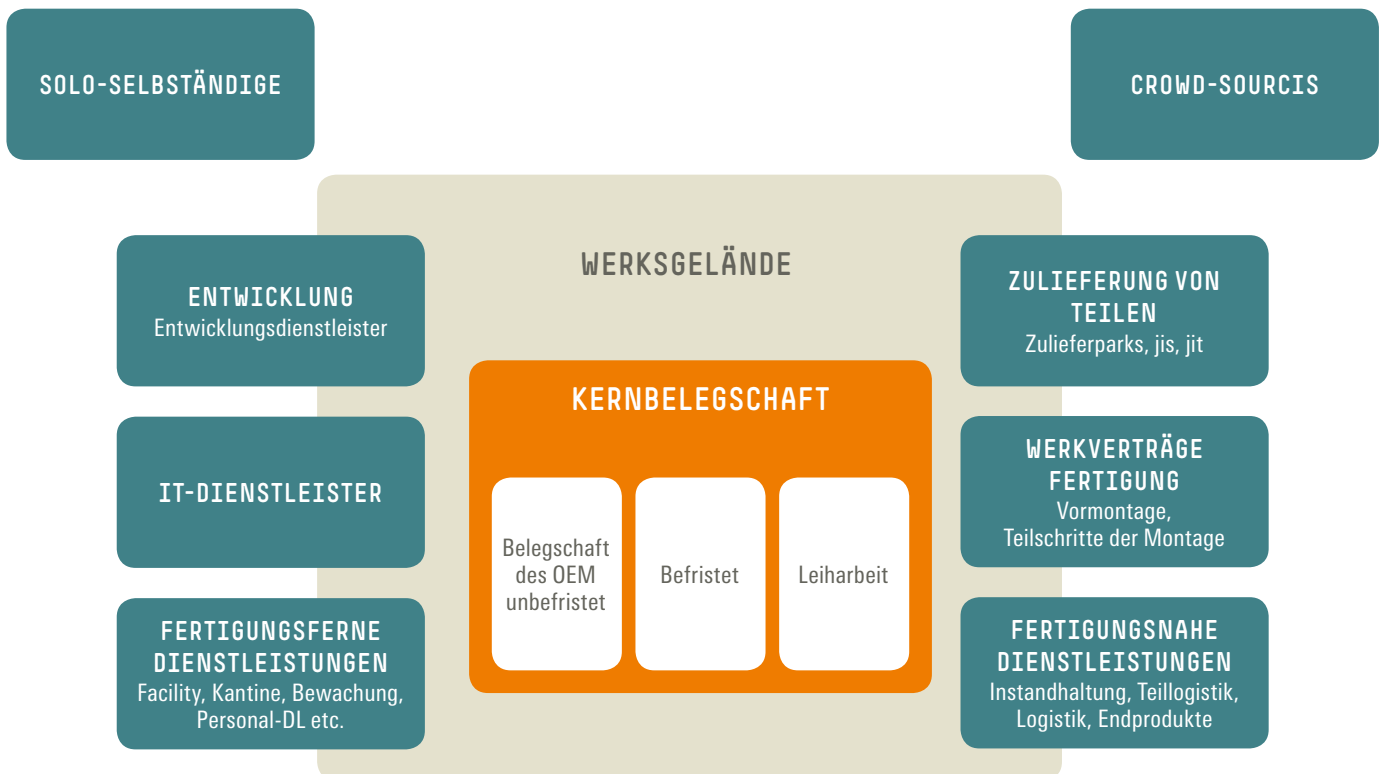 SOLO-SELBSTÄNDIGE
CROWD-SOURCIS
WERKSGELÄNDE
ENTWICKLUNG
Entwicklungsdienstleister
IT-DIENSTLEISTER
FERTIGUNGSFERNE
DIENSTLEISTUNGEN
Facility, Kantine, Bewachung,
Personal-DL etc.
KERNBELEGSCHAFT
Belegschaft
des OEM
unbefristet
Befristet
Leiharbeit
ZULIEFERUNG VON
TEILEN
Zulieferparks, jis, jit
WERKVERTRÄGE
FERTIGUNG
Vormontage,
Teilschritte der Montage
FERTIGUNGSNAHE
DIENSTLEISTUNGEN
Instandhaltung, Teillogistik,
Logistik, Endprodukte